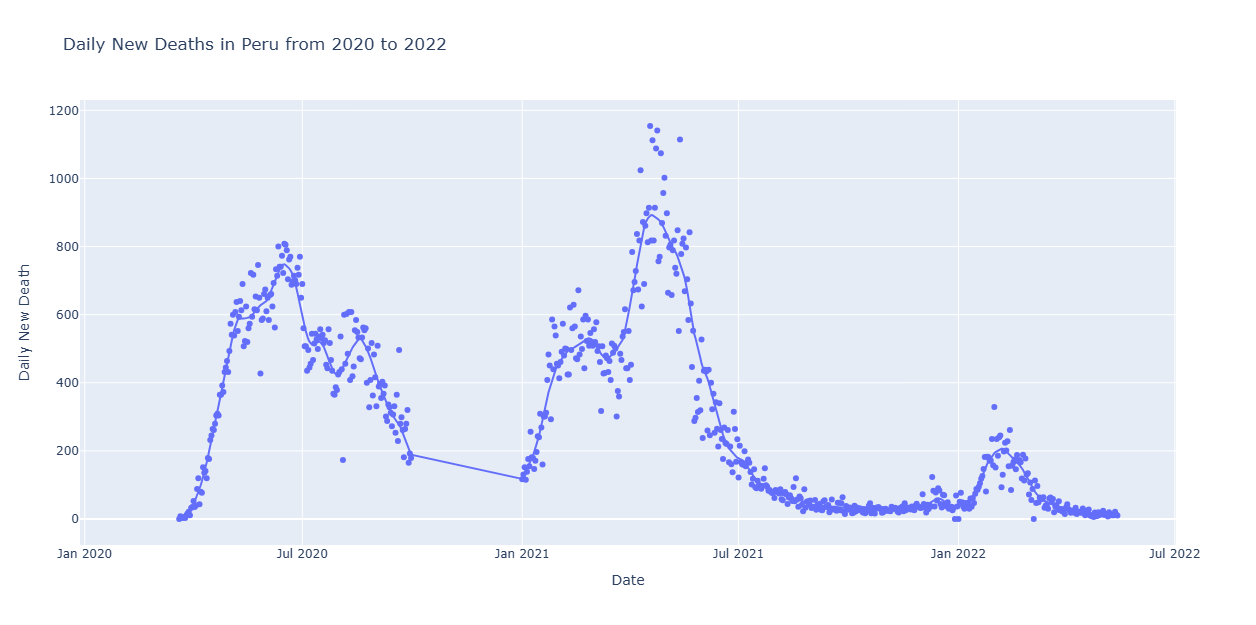 Daily New Deaths in Peru from 2020 to 2022
Daily New Death
1200
1000
800
600
400
200
0
Jan 2020
Jul 2020
Jan 2021
Jul 2021
Jan 2022
Jul 2022
Date